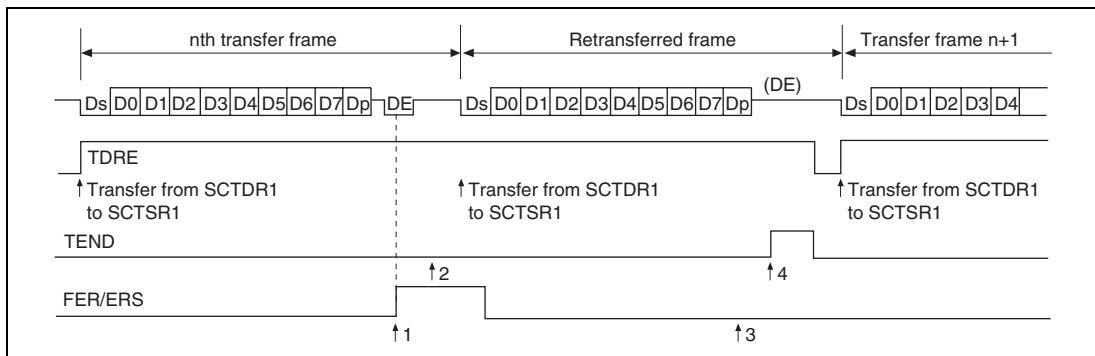 nth transfer frame
Retransferred frame
Transfer frame n+1
Ds D0 D1 D2 D3 D4 D5 D6 D7 Dp DE
Ds D0 D1 D2 D3 D4 D5 D6 D7 Dp (DE)
Ds D0 D1 D2 D3 D4
TDRE
Transfer from SCTDR1
to SCTSR1
Transfer from SCTDR1
to SCTSR1
Transfer from SCTDR1
to SCTSR1
TEND
2
4
FER/ERS
1
3